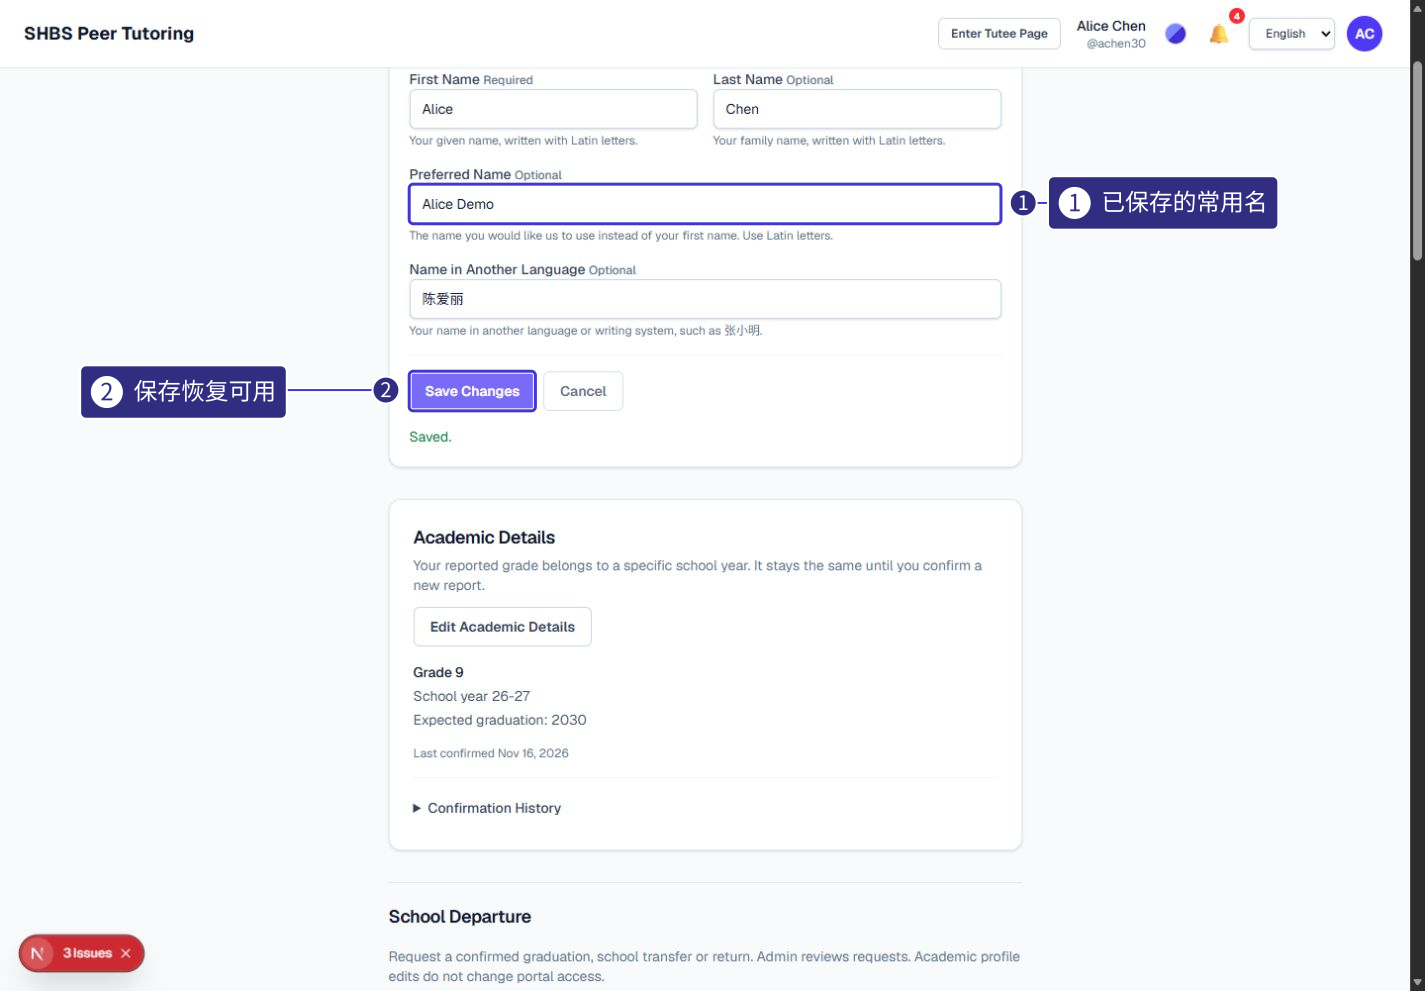 SHBS Peer Tutoring
Enter Tutee Page
Alice Chen
@achen30
4
English
AC
First Name Required
Last Name Optional
Alice
Chen
Your given name, written with Latin letters.
Your family name, written with Latin letters.
Preferred Name Optional
Alice Demo
1
1 已保存的常用名
The name you would like us to use instead of your first name. Use Latin letters.
Name in Another Language Optional
陈爱丽
Your name in another language or writing system, such as 张小明.
2 保存恢复可用
2
Save Changes
Cancel
Saved.
Academic Details
Your reported grade belongs to a specific school year. It stays the same until you confirm a
new report.
Edit Academic Details
Grade 9
School year 26-27
Expected graduation: 2030
Last confirmed Nov 16, 2026
Confirmation History
School Departure
Request a confirmed graduation, school transfer or return. Admin reviews requests. Academic profile
edits do not change portal access.
N
3 Issues